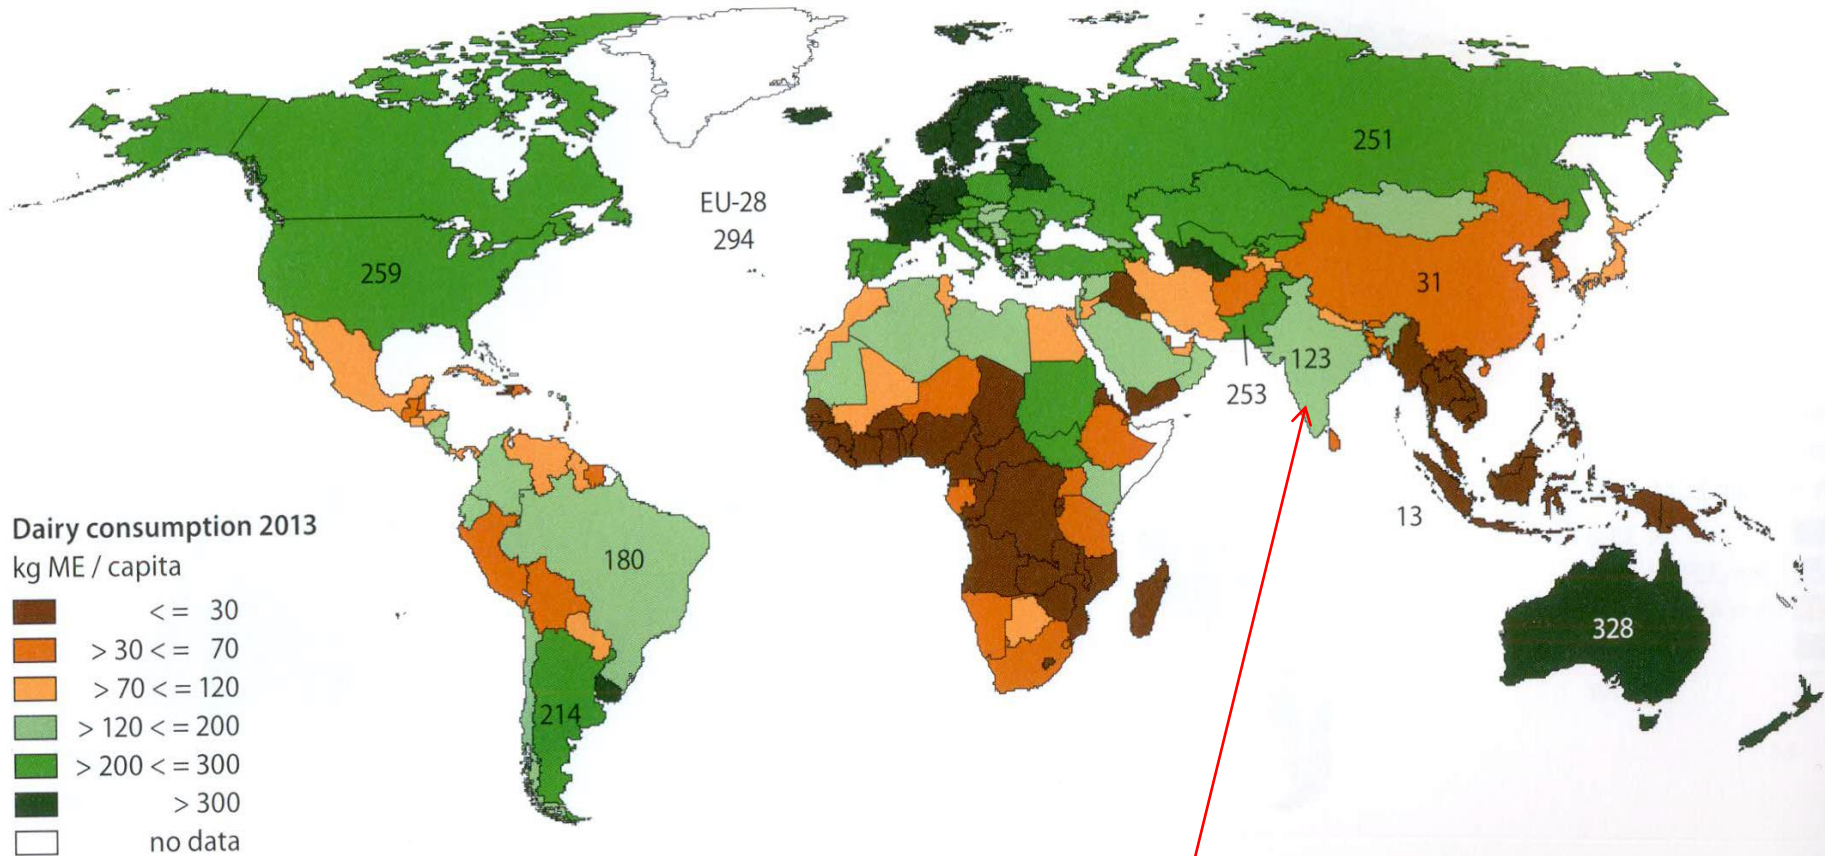 251
EU-28
294
259
31
123
253
13
180
328
214
Dairy consumption 2013
kg ME / capita
< = 30
> 30 < = 70
> 70 < = 120
> 120 < = 200
> 200 < = 300
> 300
no data